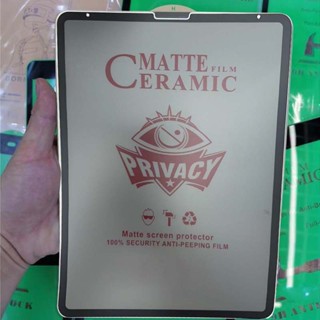 MATTE FILM
CERAMIC
PRIVACY
Matte screen protector
100% SECURITY ANTI-PEEPING FILM